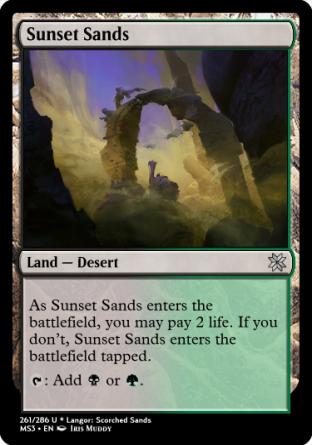 Sunset Sands
Land — Desert
As Sunset Sands enters the
battlefield, you may pay 2 life. If you
don't, Sunset Sands enters the
battlefield tapped.
: Add or .
261/286 U * Langor: Scorched Sands
MS3 • EN Iris Muddy